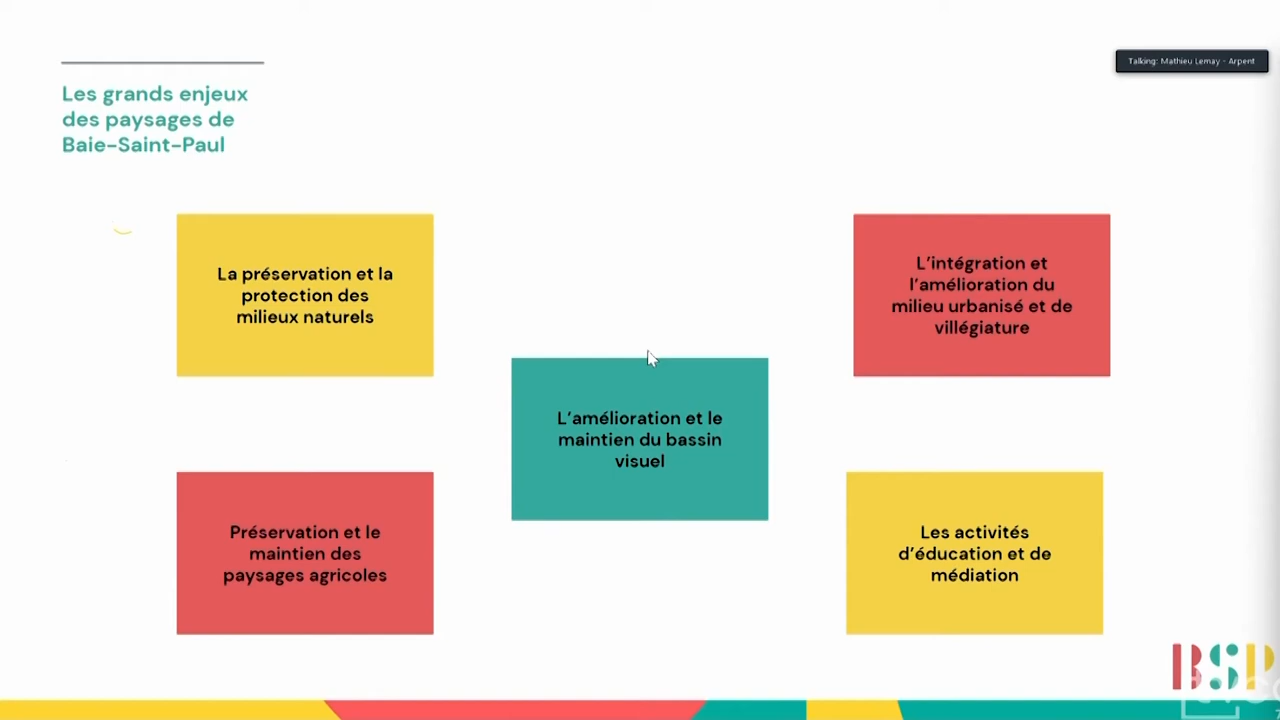 Talking: Mathieu Lemay - Arpent
Les grands enjeux
des paysages de
Baie-Saint-Paul
La préservation et la
protection des
milieux naturels
L'intégration et
l'amélioration du
milieu urbanisé et de
villégiature
L'amélioration et le
maintien du bassin
visuel
Préservation et le
maintien des
paysages agricoles
Les activités
d'éducation et de
médiation
BSP